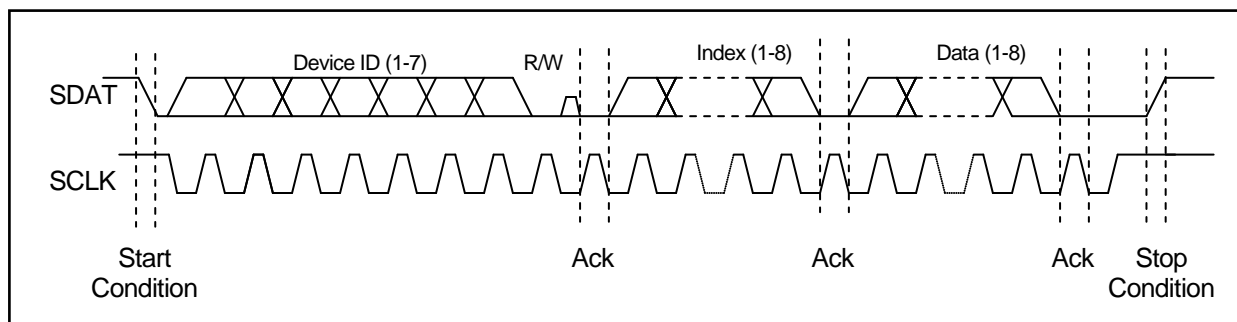 Device ID (1-7)
R/W
Index (1-8)
Data (1-8)
SDAT
SCLK
Start
Condition
Ack
Ack
Ack
Stop
Condition